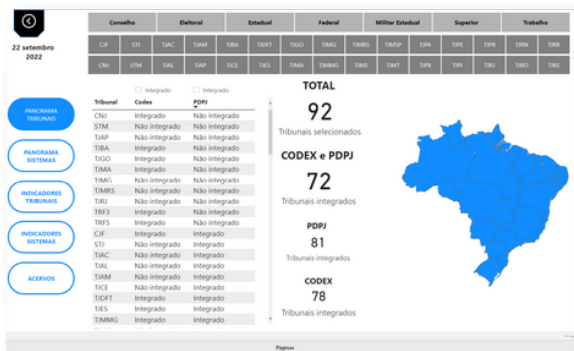 Conselho Eleitoral Estadual Federal Militar Estadual Superior Trabalho
22 setembro
2022
CJF STJ TJAC TJAM TJBA TJDFT TJGO TJMG TJMRS TJMSP TJPA TJPE TJPR TJRN TJRR
CNJ STM TJAL TJAP TJCE TJES TJMA TJMMG TJMS TJMT TJPB TJPI TJRJ TJRO TJRS
Integrado Integrado
Tribunal Codex PDPJ
CNJ Integrado Não integrado
STM Não integrado Não integrado
TJAP Não integrado Não integrado
TJBA Integrado Não integrado
TJGO Integrado Não integrado
TJMA Integrado Não integrado
TJMG Não integrado Não integrado
TJMRS Integrado Não integrado
TJRJ Não integrado Não integrado
TRF3 Integrado Não integrado
TRF5 Integrado Não integrado
CJF Integrado Integrado
STJ Não integrado Integrado
TJAC Não integrado Integrado
TJAL Não integrado Integrado
TJAM Não integrado Integrado
TJCE Não integrado Integrado
TJDFT Integrado Integrado
TJES Integrado Integrado
TJMMG Integrado Integrado
TJMS Não integrado Integrado
PANORAMA
TRIBUNAIS
PANORAMA
SISTEMAS
INDICADORES
TRIBUNAIS
INDICADORES
SISTEMAS
ACERVOS
TOTAL
92
Tribunais selecionados
CODEX e PDPJ
72
Tribunais integrados
PDPJ
81
Tribunais integrados
CODEX
78
Tribunais integrados
Páginas